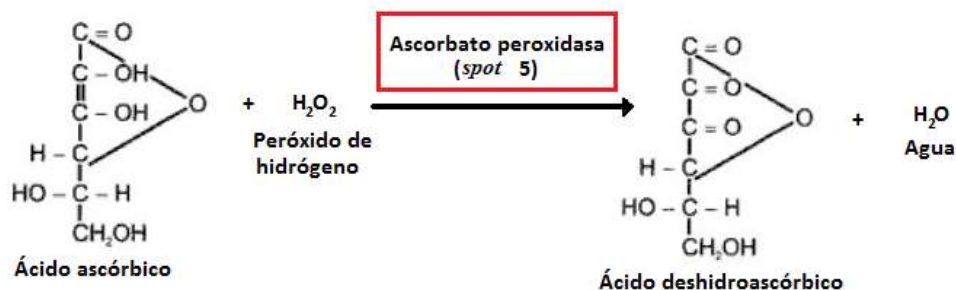 C = O
C – OH
C – OH
O
H – C
HO – C – H
CH₂OH
Ácido ascórbico
+
H₂O₂
Peróxido de
hidrógeno
Ascorbato peroxidasa
(spot 5)
C = O
C = O
C = O
O
H – C
HO – C – H
CH₂OH
Ácido deshidroascórbico
+
H₂O
Agua